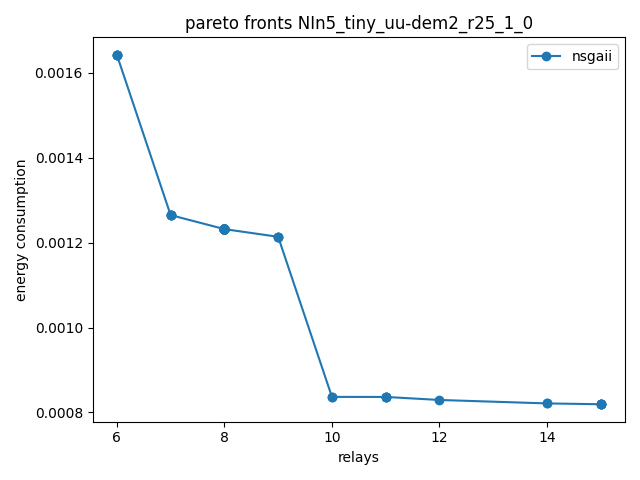 pareto fronts NIn5_tiny_uu-dem2_r25_1_0
nsgaii
energy consumption
0.0016
0.0014
0.0012
0.0010
0.0008
6
8
10
12
14
relays